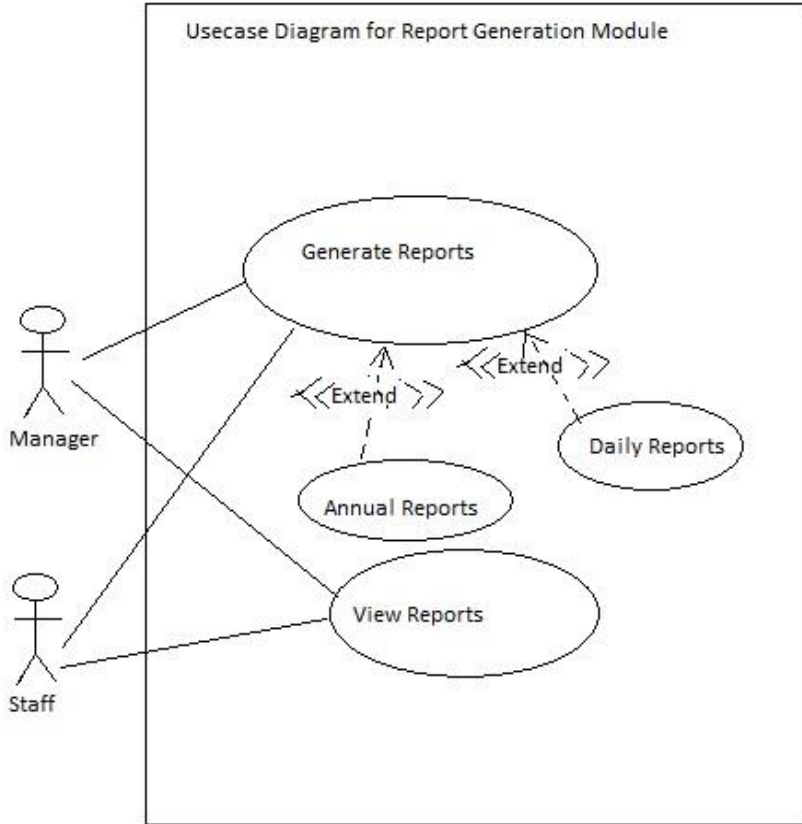 Usecase Diagram for Report Generation Module
Generate Reports
<<Extend>>
<<Extend>>
Manager
Daily Reports
Annual Reports
View Reports
Staff